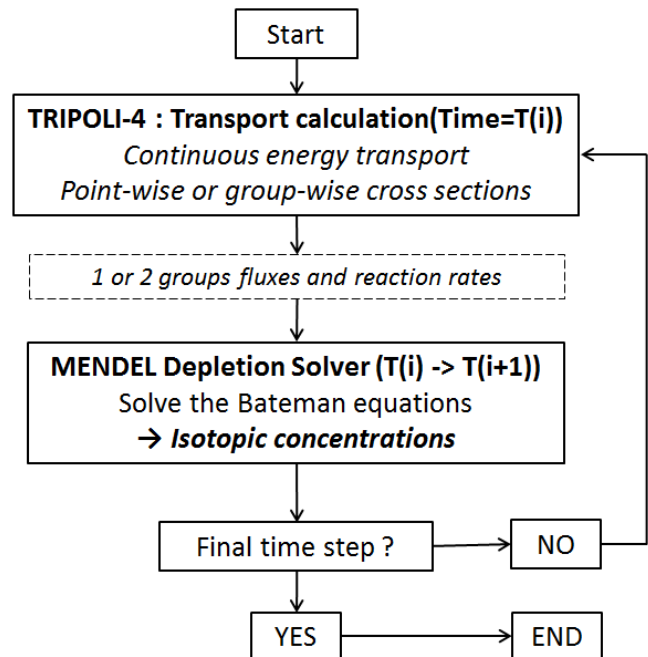 Start
TRIPOLI-4 : Transport calculation(Time=T(i))
Continuous energy transport
Point-wise or group-wise cross sections
1 or 2 groups fluxes and reaction rates
MENDEL Depletion Solver (T(i) -> T(i+1))
Solve the Bateman equations
→ Isotopic concentrations
Final time step ?
NO
YES
END